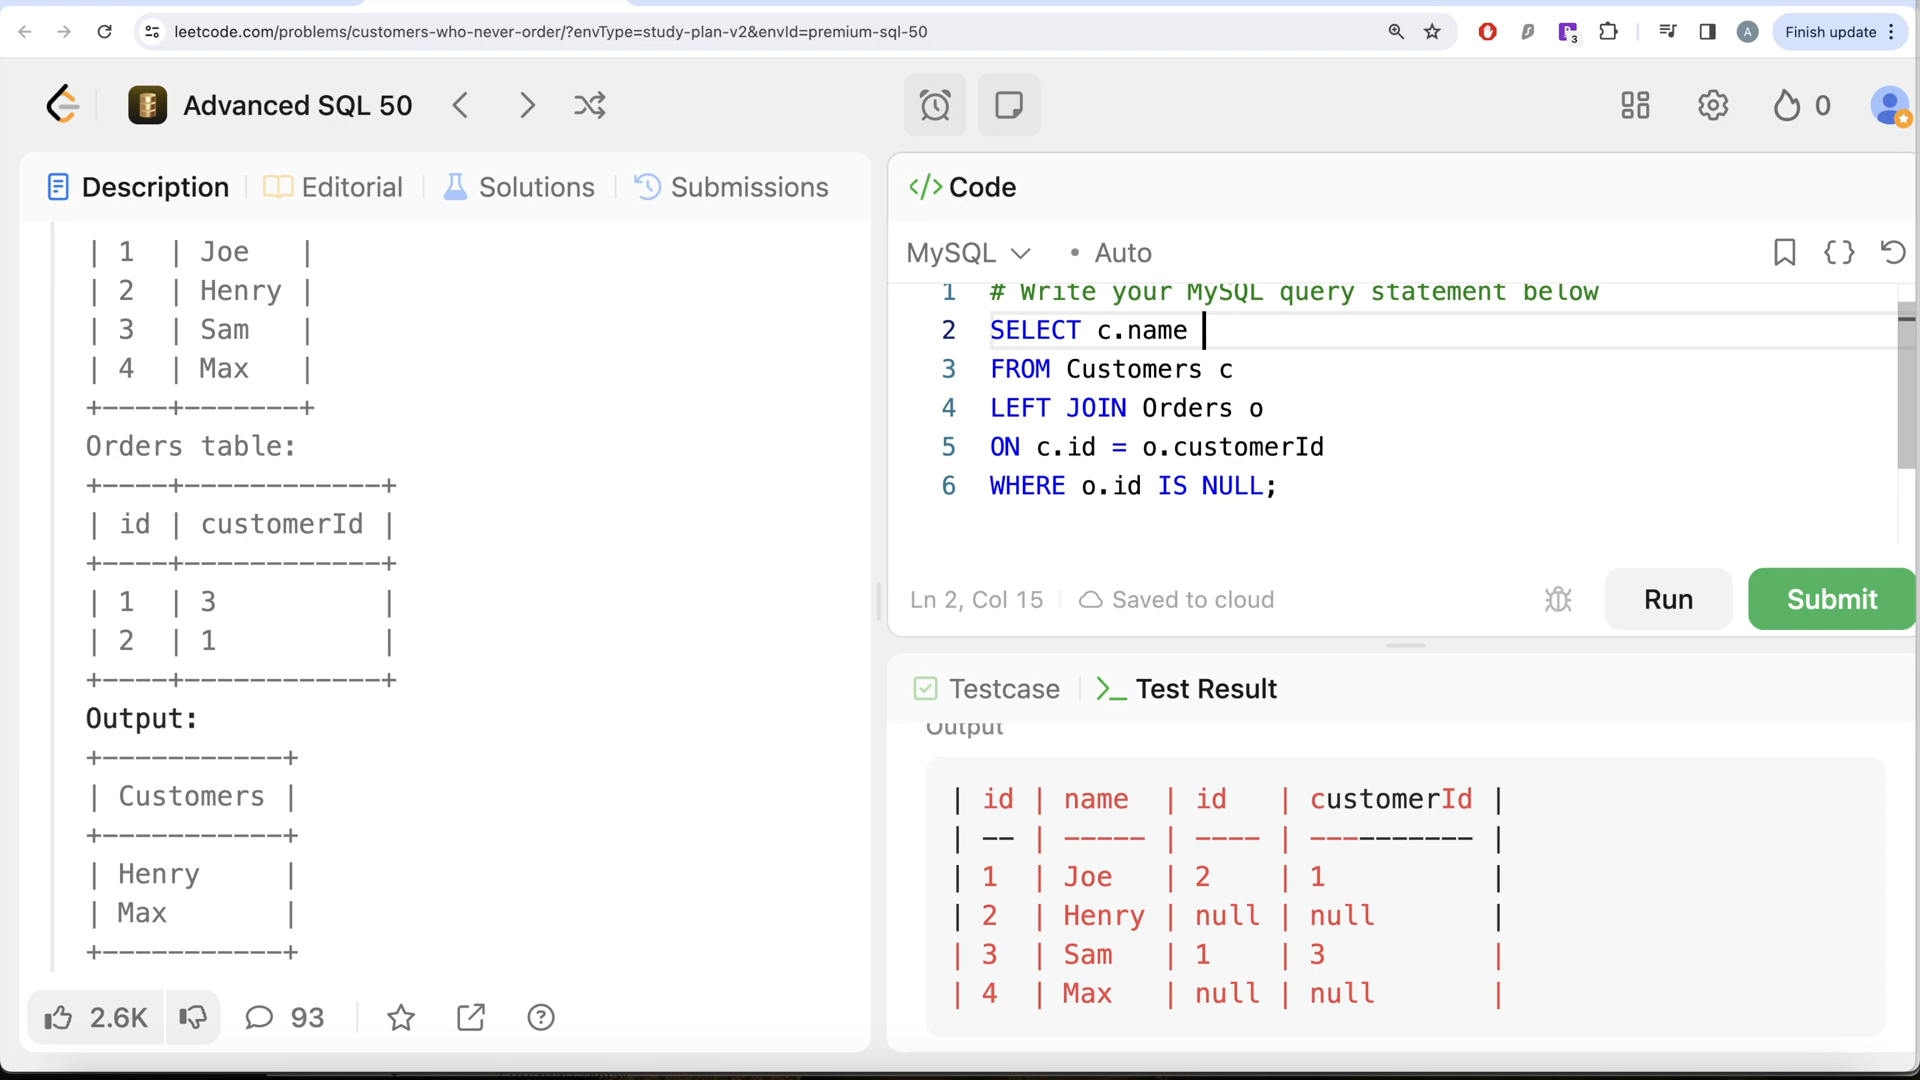 leetcode.com/problems/customers-who-never-order/?envType=study-plan-v2&envId=premium-sql-50
3
A
Finish update
Advanced SQL 50
0
Description
Editorial
Solutions
Submissions
| 1 | Joe |
| 2 | Henry |
| 3 | Sam |
| 4 | Max |
+----+-------+
Orders table:
+----+------------+
| id | customerId |
+----+------------+
| 1 | 3 |
| 2 | 1 |
+----+------------+
Output:
+-----------+
| Customers |
+-----------+
| Henry |
| Max |
+-----------+
2.6K
93
</> Code
MySQL
• Auto
1 # Write your MySQL query statement below
2 SELECT c.name
3 FROM Customers c
4 LEFT JOIN Orders o
5 ON c.id = o.customerId
6 WHERE o.id IS NULL;
Ln 2, Col 15
Saved to cloud
Run
Submit
Testcase
>_ Test Result
Output
| id | name | id | customerId |
| -- | ----- | ---- | ---------- |
| 1 | Joe | 2 | 1 |
| 2 | Henry | null | null |
| 3 | Sam | 1 | 3 |
| 4 | Max | null | null |